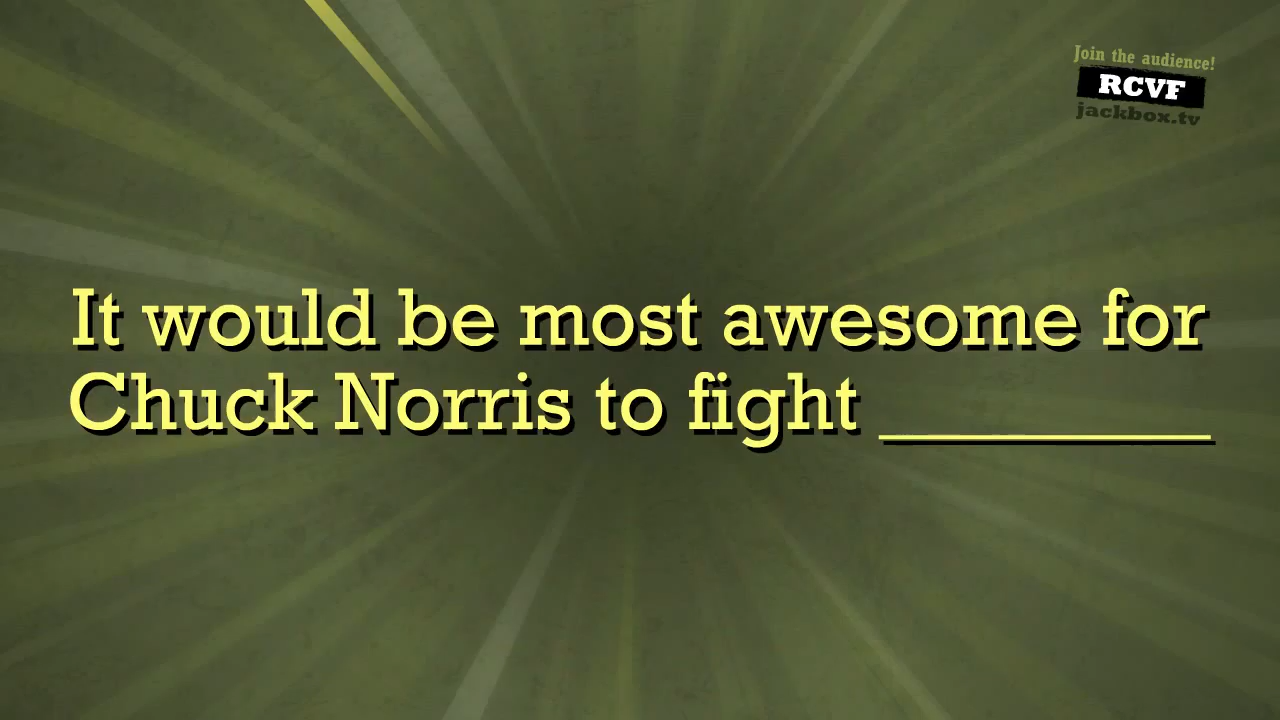 Join the audience!
RCVF
jackbox.tv
It would be most awesome for
Chuck Norris to fight ________